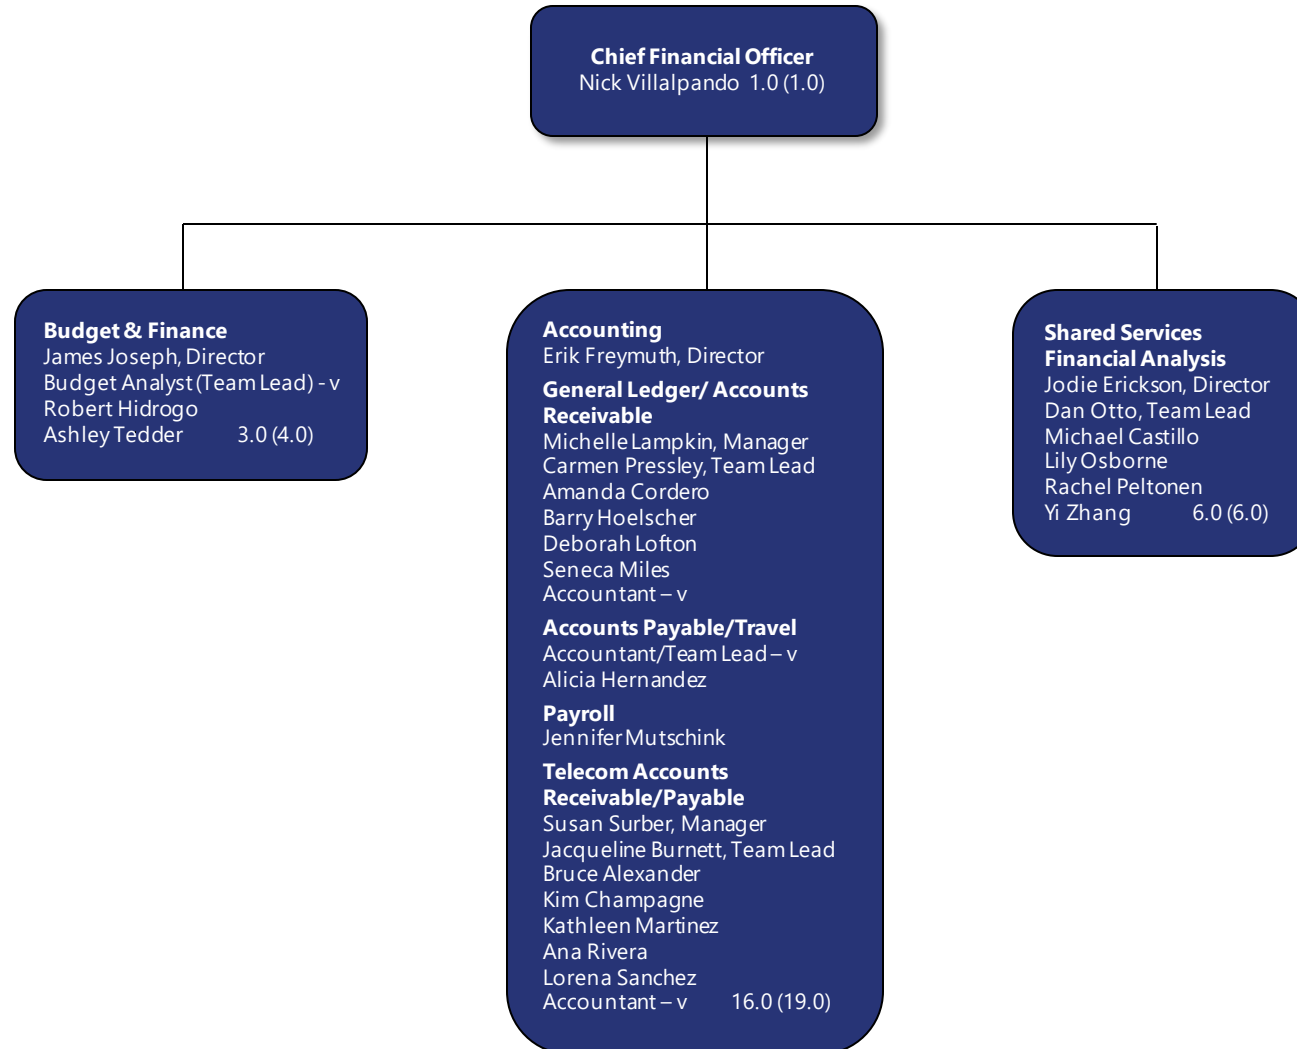 Chief Financial Officer
Nick Villalpando 1.0 (1.0)
Budget & Finance
James Joseph, Director
Budget Analyst (Team Lead) - v
Robert Hidrogo
Ashley Tedder 3.0 (4.0)
Accounting
Erik Freymuth, Director
General Ledger/ Accounts
Receivable
Michelle Lampkin, Manager
Carmen Pressley, Team Lead
Amanda Cordero
Barry Hoelscher
Deborah Lofton
Seneca Miles
Accountant – v
Accounts Payable/Travel
Accountant/Team Lead – v
Alicia Hernandez
Payroll
Jennifer Mutschink
Telecom Accounts
Receivable/Payable
Susan Surber, Manager
Jacqueline Burnett, Team Lead
Bruce Alexander
Kim Champagne
Kathleen Martinez
Ana Rivera
Lorena Sanchez
Accountant – v 16.0 (19.0)
Shared Services
Financial Analysis
Jodie Erickson, Director
Dan Otto, Team Lead
Michael Castillo
Lily Osborne
Rachel Peltonen
Yi Zhang 6.0 (6.0)